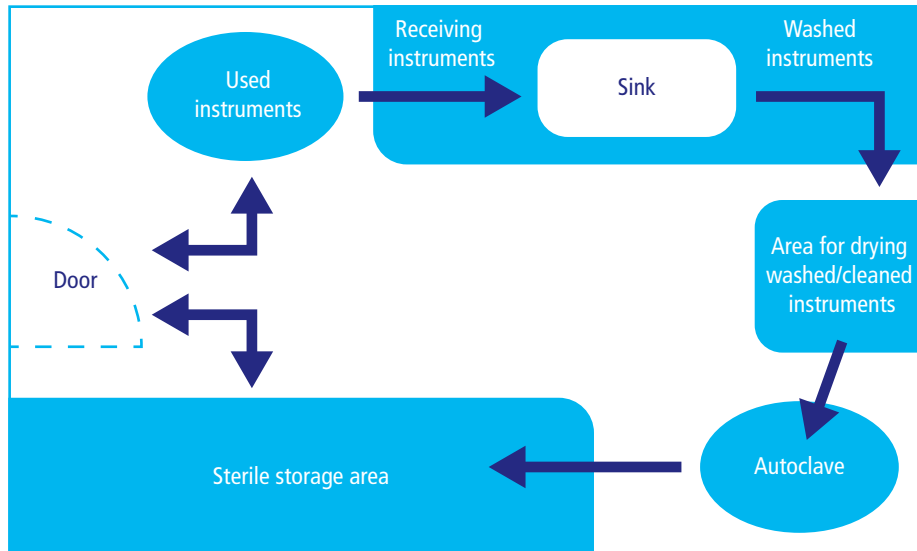 Used
instruments
Receiving
instruments
Sink
Washed
instruments
Door
Area for drying
washed/cleaned
instruments
Sterile storage area
Autoclave